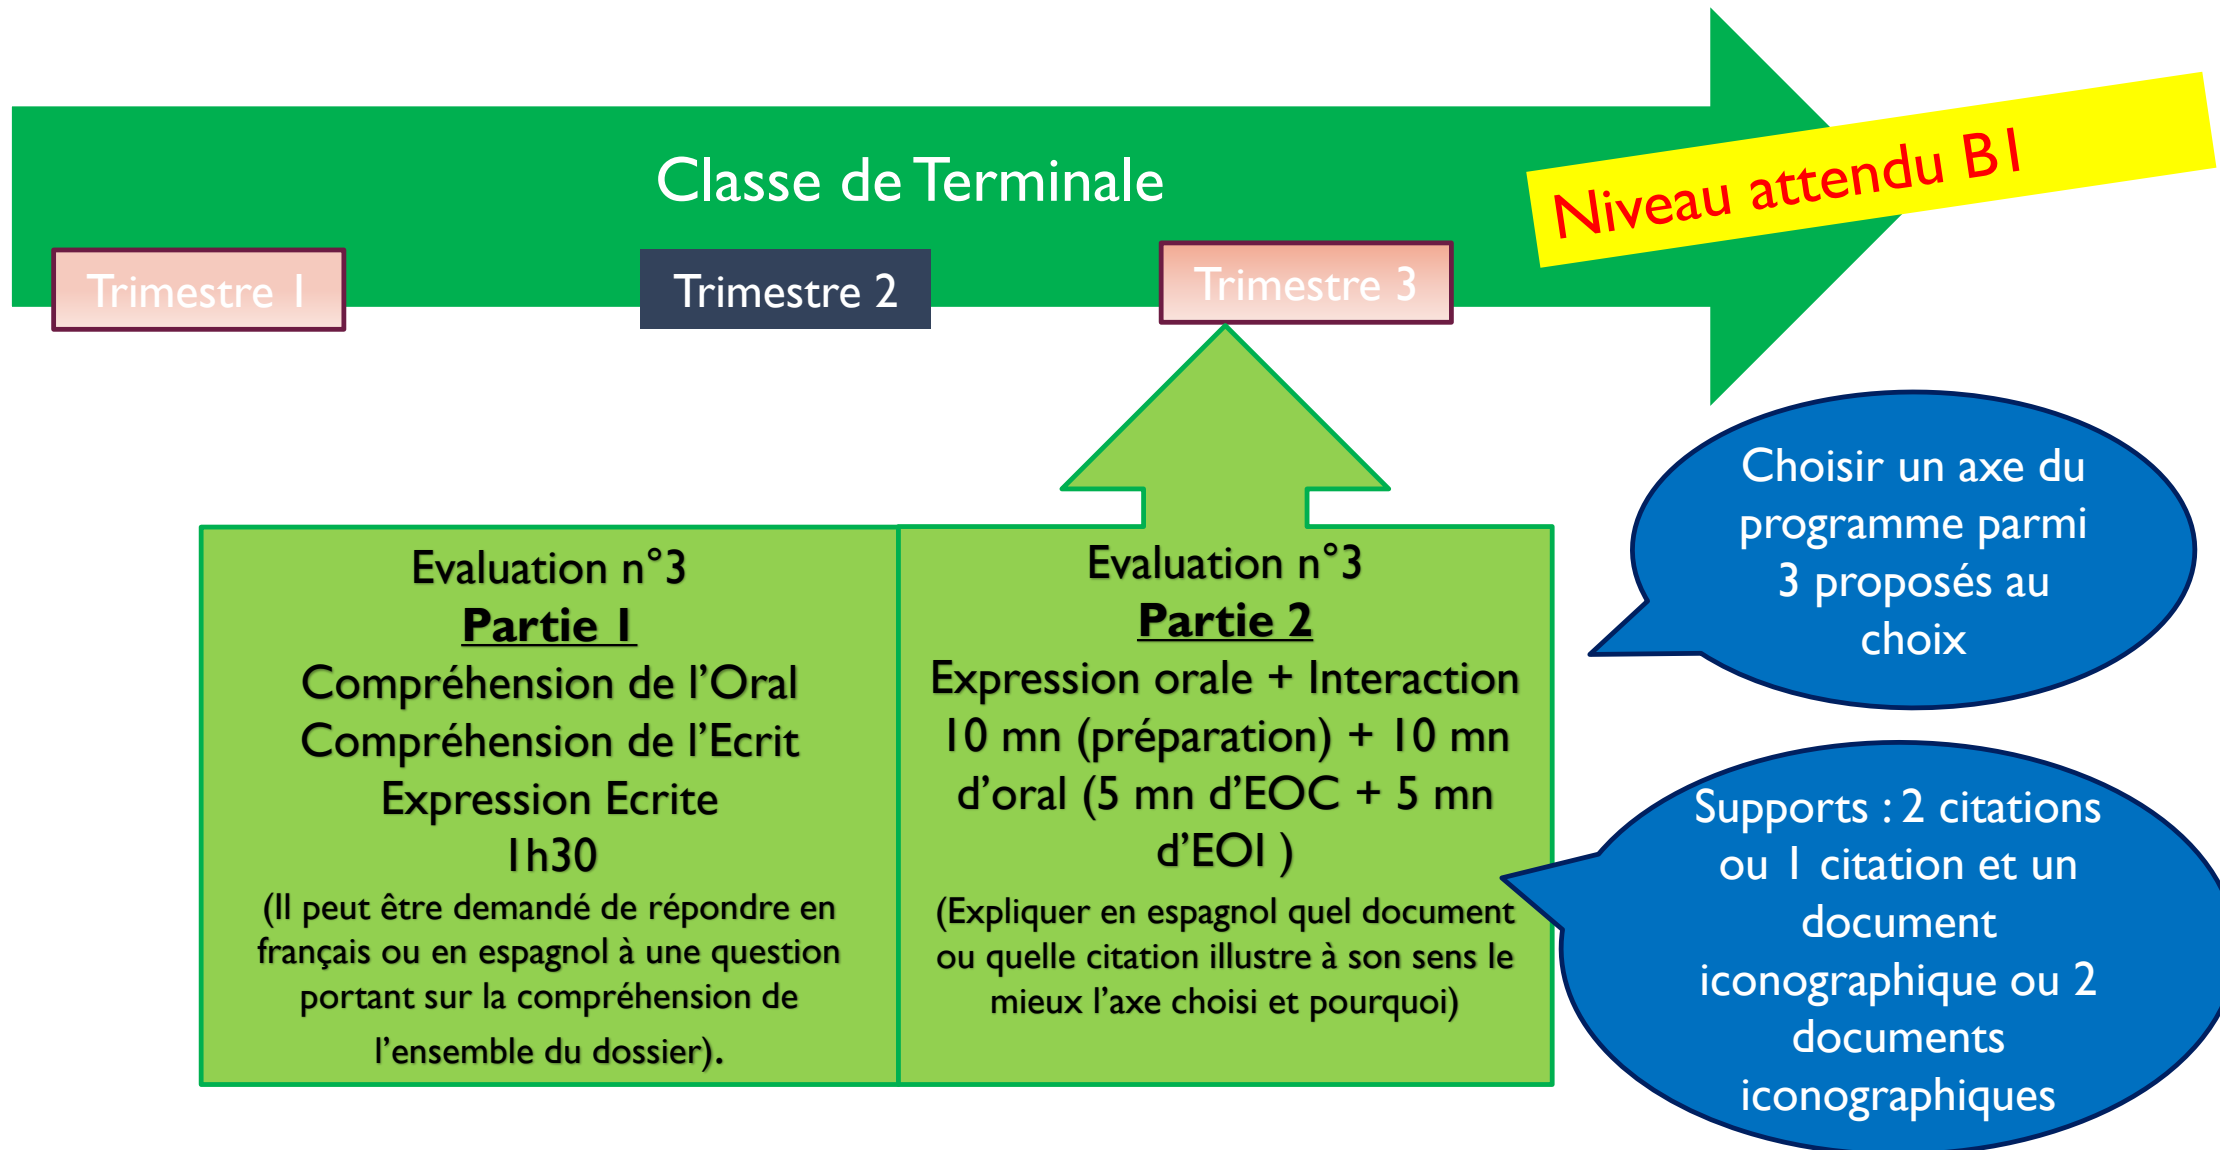 Classe de Terminale
Niveau attendu B1
Trimestre 1
Trimestre 2
Trimestre 3
Evaluation n°3
Partie 1
Compréhension de l’Oral
Compréhension de l’Ecrit
Expression Ecrite
1h30
(Il peut être demandé de répondre en
français ou en espagnol à une question
portant sur la compréhension de
l’ensemble du dossier).
Evaluation n°3
Partie 2
Expression orale + Interaction
10 mn (préparation) + 10 mn
d’oral (5 mn d’EOC + 5 mn
d’EOI )
(Expliquer en espagnol quel document
ou quelle citation illustre à son sens le
mieux l’axe choisi et pourquoi)
Choisir un axe du
programme parmi
3 proposés au
choix
Supports : 2 citations
ou 1 citation et un
document
iconographique ou 2
documents
iconographiques